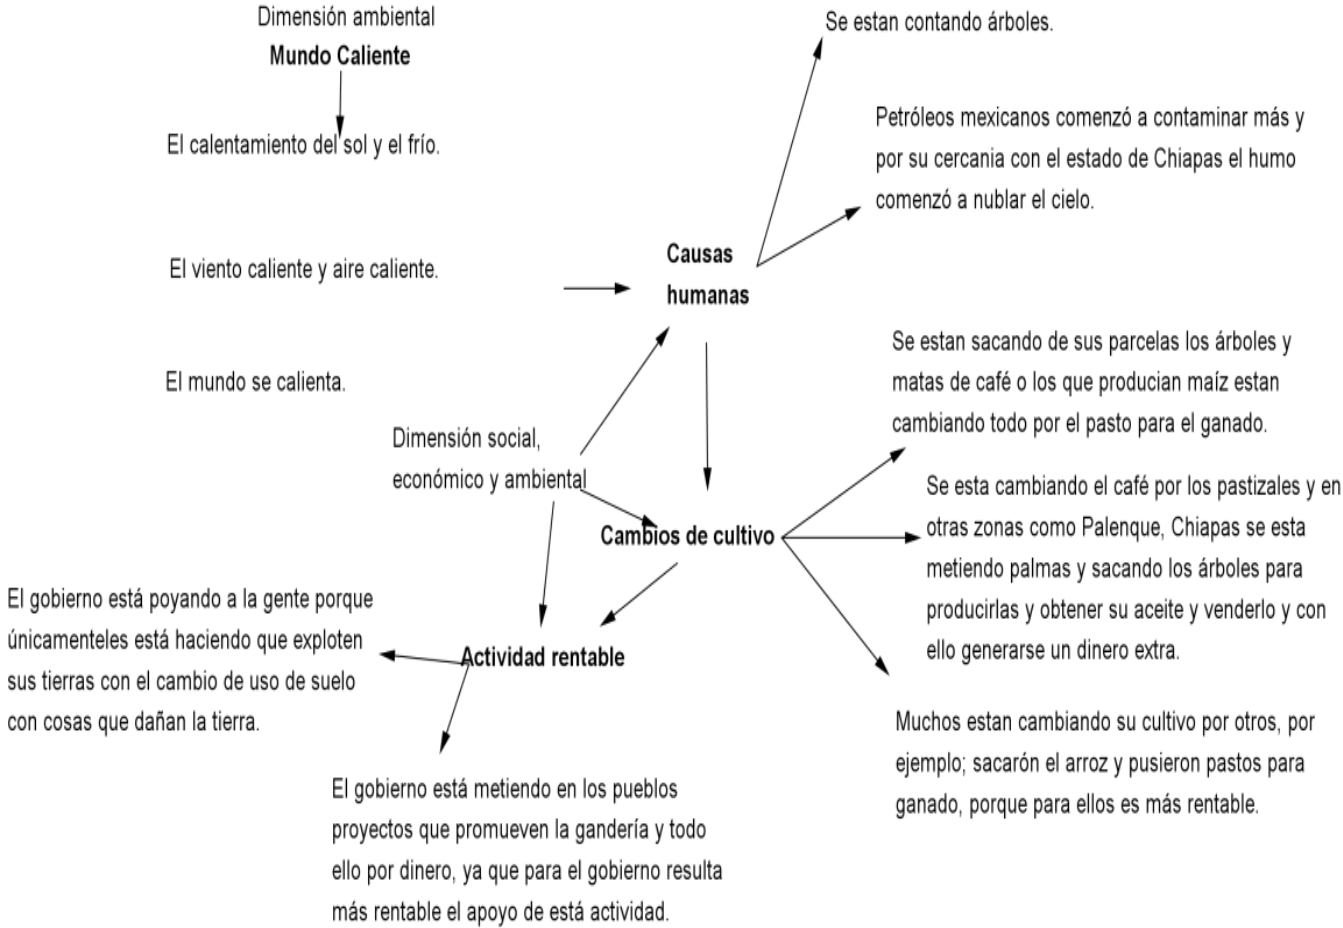 Dimensión ambiental
Mundo Caliente
El calentamiento del sol y el frío.
El viento caliente y aire caliente.
El mundo se calienta.
Se estan contando árboles.
Petróleos mexicanos comenzó a contaminar más y
por su cercania con el estado de Chiapas el humo
comenzó a nublar el cielo.
Causas
humanas
Dimensión social,
económico y ambiental
Cambios de cultivo
Se estan sacando de sus parcelas los árboles y
matas de café o los que producian maíz estan
cambiando todo por el pasto para el ganado.
Se esta cambiando el café por los pastizales y en
otras zonas como Palenque, Chiapas se esta
metiendo palmas y sacando los árboles para
producirlas y obtener su aceite y venderlo y con
ello generarse un dinero extra.
Muchos estan cambiando su cultivo por otros, por
ejemplo; sacarón el arroz y pusieron pastos para
ganado, porque para ellos es más rentable.
Actividad rentable
El gobierno está poyando a la gente porque
únicamenteles está haciendo que exploten
sus tierras con el cambio de uso de suelo
con cosas que dañan la tierra.
El gobierno está metiendo en los pueblos
proyectos que promueven la gandería y todo
ello por dinero, ya que para el gobierno resulta
más rentable el apoyo de está actividad.